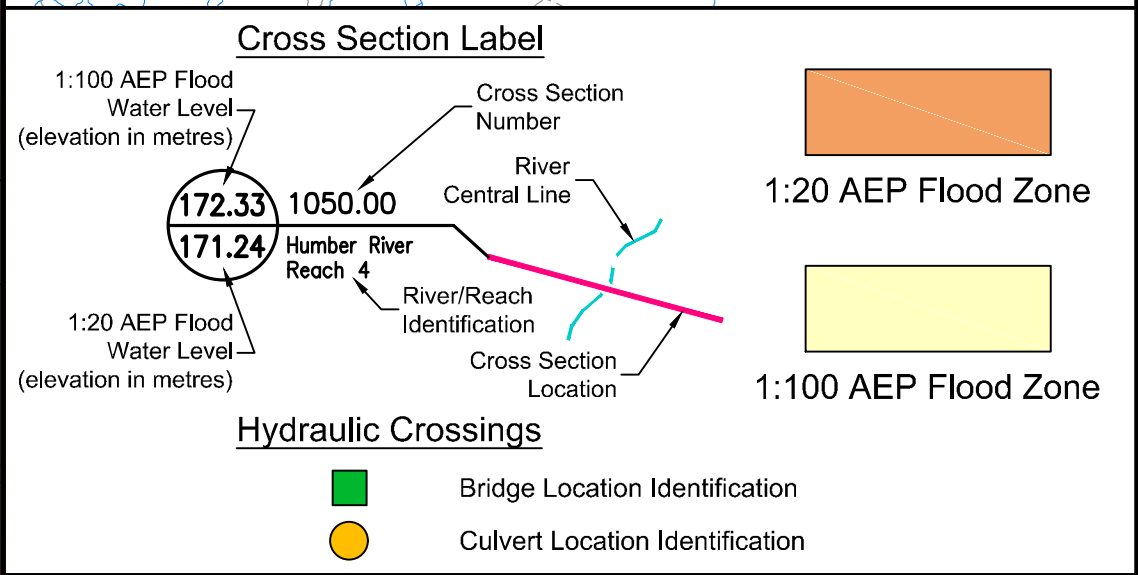 Cross Section Label
1:100 AEP Flood
Water Level
(elevation in metres)
Cross Section
Number
River
Central Line
172.33
1050.00
171.24
Humber River
Reach 4
River/Reach
Identification
1:20 AEP Flood
Water Level
(elevation in metres)
Cross Section
Location
1:20 AEP Flood Zone
1:100 AEP Flood Zone
Hydraulic Crossings
Bridge Location Identification
Culvert Location Identification